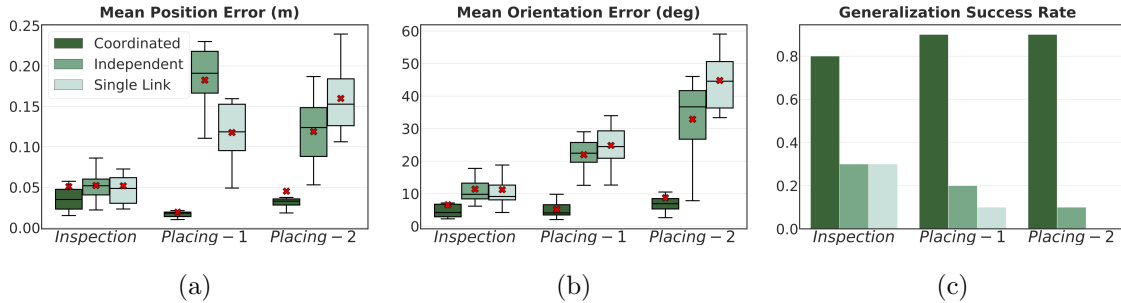 Mean Position Error (m)
0.25
0.20
0.15
0.10
0.05
0.00
Coordinated
Independent
Single Link
Inspection
Placing − 1
Placing − 2
(a)
Mean Orientation Error (deg)
60
50
40
30
20
10
0
Inspection
Placing − 1
Placing − 2
(b)
Generalization Success Rate
0.8
0.6
0.4
0.2
0.0
Inspection
Placing − 1
Placing − 2
(c)